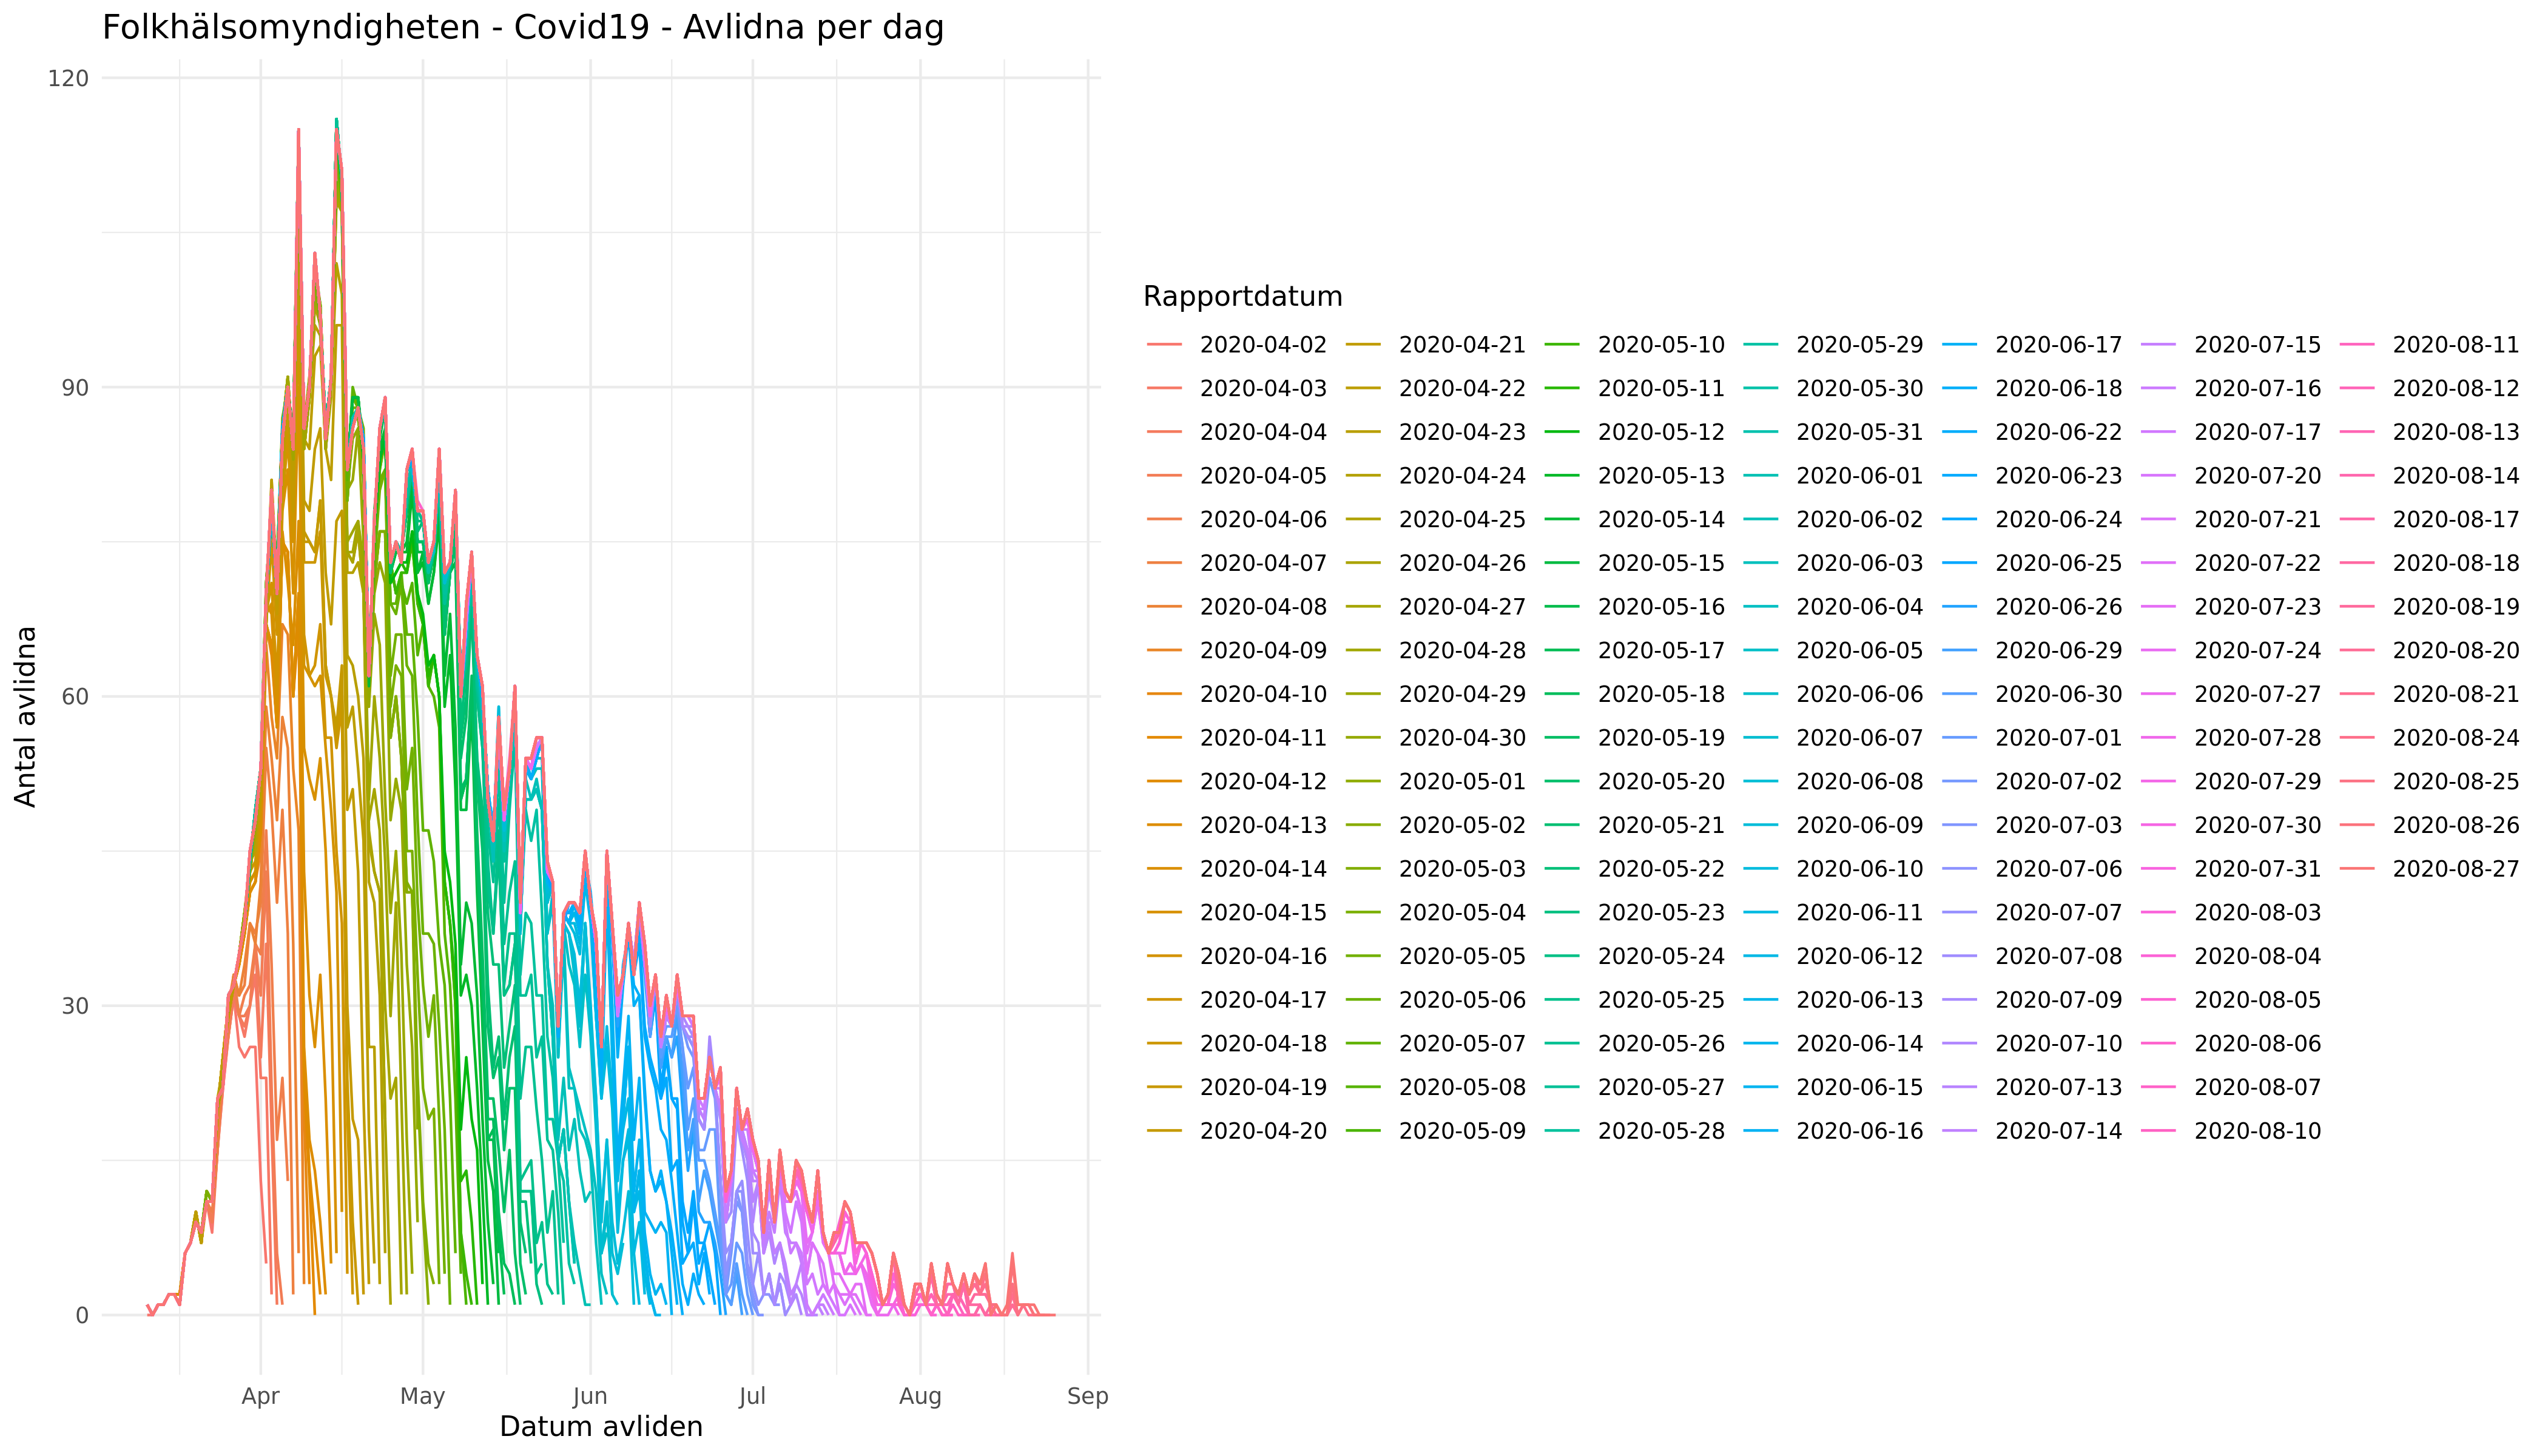 Folkhälsomyndigheten - Covid19 - Avlidna per dag
120
90
60
30
0
Antal avlidna
Apr May Jun Jul Aug Sep
Datum avliden
Rapportdatum
2020-04-02 2020-04-21 2020-05-10 2020-05-29 2020-06-17 2020-07-15 2020-08-11
2020-04-03 2020-04-22 2020-05-11 2020-05-30 2020-06-18 2020-07-16 2020-08-12
2020-04-04 2020-04-23 2020-05-12 2020-05-31 2020-06-22 2020-07-17 2020-08-13
2020-04-05 2020-04-24 2020-05-13 2020-06-01 2020-06-23 2020-07-20 2020-08-14
2020-04-06 2020-04-25 2020-05-14 2020-06-02 2020-06-24 2020-07-21 2020-08-17
2020-04-07 2020-04-26 2020-05-15 2020-06-03 2020-06-25 2020-07-22 2020-08-18
2020-04-08 2020-04-27 2020-05-16 2020-06-04 2020-06-26 2020-07-23 2020-08-19
2020-04-09 2020-04-28 2020-05-17 2020-06-05 2020-06-29 2020-07-24 2020-08-20
2020-04-10 2020-04-29 2020-05-18 2020-06-06 2020-06-30 2020-07-27 2020-08-21
2020-04-11 2020-04-30 2020-05-19 2020-06-07 2020-07-01 2020-07-28 2020-08-24
2020-04-12 2020-05-01 2020-05-20 2020-06-08 2020-07-02 2020-07-29 2020-08-25
2020-04-13 2020-05-02 2020-05-21 2020-06-09 2020-07-03 2020-07-30 2020-08-26
2020-04-14 2020-05-03 2020-05-22 2020-06-10 2020-07-06 2020-07-31 2020-08-27
2020-04-15 2020-05-04 2020-05-23 2020-06-11 2020-07-07 2020-08-03
2020-04-16 2020-05-05 2020-05-24 2020-06-12 2020-07-08 2020-08-04
2020-04-17 2020-05-06 2020-05-25 2020-06-13 2020-07-09 2020-08-05
2020-04-18 2020-05-07 2020-05-26 2020-06-14 2020-07-10 2020-08-06
2020-04-19 2020-05-08 2020-05-27 2020-06-15 2020-07-13 2020-08-07
2020-04-20 2020-05-09 2020-05-28 2020-06-16 2020-07-14 2020-08-10